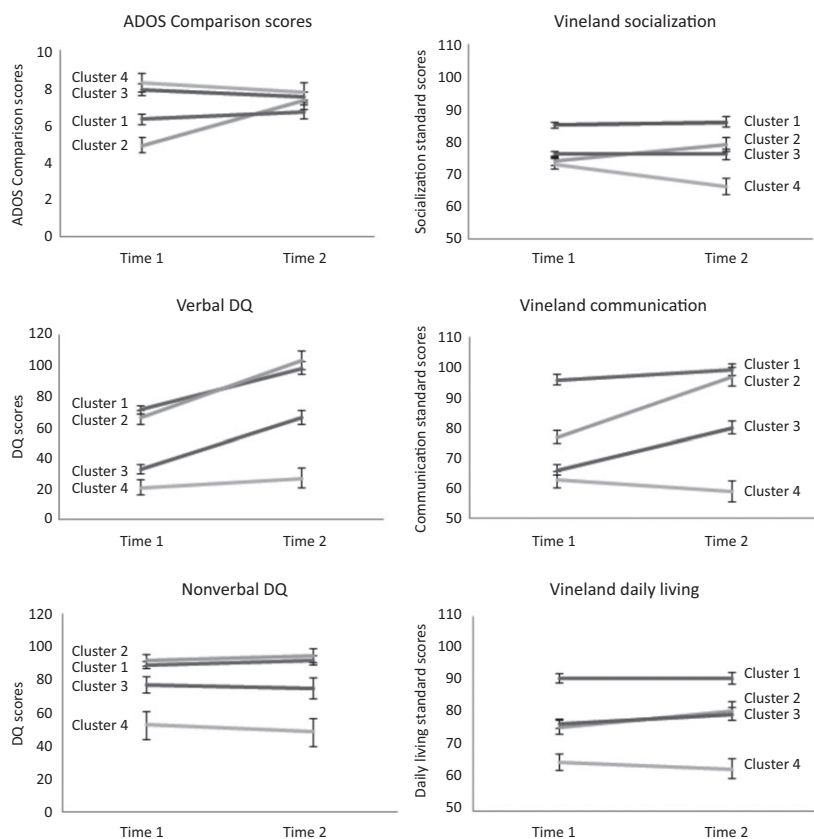 ADOS Comparison scores
ADOS Comparison scores
10
8
6
4
2
0
Cluster 4
Cluster 3
Cluster 1
Cluster 2
Time 1
Time 2
Vineland socialization
Socialization standard scores
110
100
90
80
70
60
50
Cluster 1
Cluster 2
Cluster 3
Cluster 4
Time 1
Time 2
Verbal DQ
DQ scores
120
100
80
60
40
20
0
Cluster 1
Cluster 2
Cluster 3
Cluster 4
Time 1
Time 2
Vineland communication
Communication standard scores
110
100
90
80
70
60
50
Cluster 1
Cluster 2
Cluster 3
Cluster 4
Time 1
Time 2
Nonverbal DQ
DQ scores
120
100
80
60
40
20
0
Cluster 2
Cluster 1
Cluster 3
Cluster 4
Time 1
Time 2
Vineland daily living
Daily living standard scores
110
100
90
80
70
60
50
Cluster 1
Cluster 2
Cluster 3
Cluster 4
Time 1
Time 2